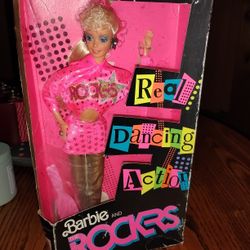 ROCKERS
Real
Dancing
Action
Barbie AND
ROCKERS